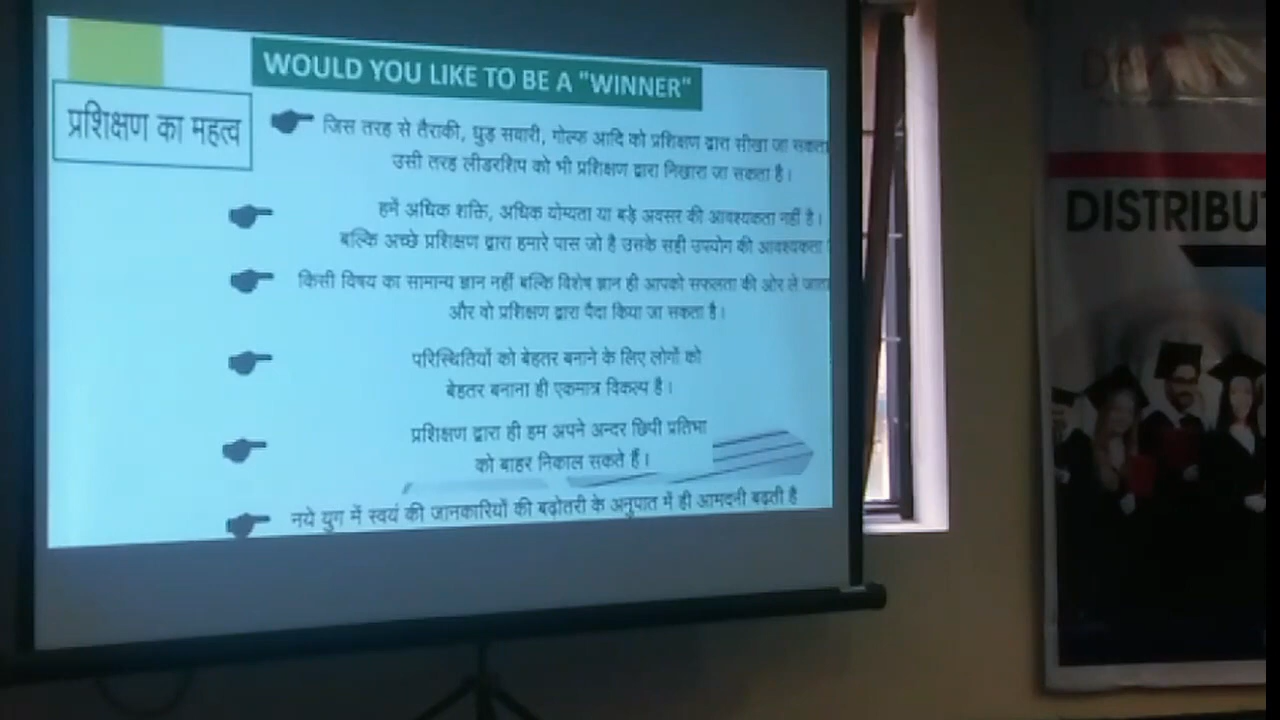 WOULD YOU LIKE TO BE A "WINNER"
प्रशिक्षण का महत्व
जिस तरह से तैराकी, घुड़ सवारी, गोल्फ आदि को प्रशिक्षण द्वारा सीखा जा सकता
उसी तरह लीडरशिप को भी प्रशिक्षण द्वारा निखारा जा सकता है।
हमें अधिक शक्ति, अधिक योग्यता या बड़े अवसर की आवश्यकता नहीं है।
बल्कि अच्छे प्रशिक्षण द्वारा हमारे पास जो है उसके सही उपयोग की आवश्यकता
किसी विषय का सामान्य ज्ञान नहीं बल्कि विशेष ज्ञान ही आपको सफलता की ओर ले जाता
और वो प्रशिक्षण द्वारा पैदा किया जा सकता है।
परिस्थितियों को बेहतर बनाने के लिए लोगों को
बेहतर बनाना ही एकमात्र विकल्प है।
प्रशिक्षण द्वारा ही हम अपने अन्दर छिपी प्रतिभा
को बाहर निकाल सकते हैं।
नये युग में स्वयं की जानकारियों की बढ़ोतरी के अनुपात में ही आमदनी बढ़ती है
DISTRIBU